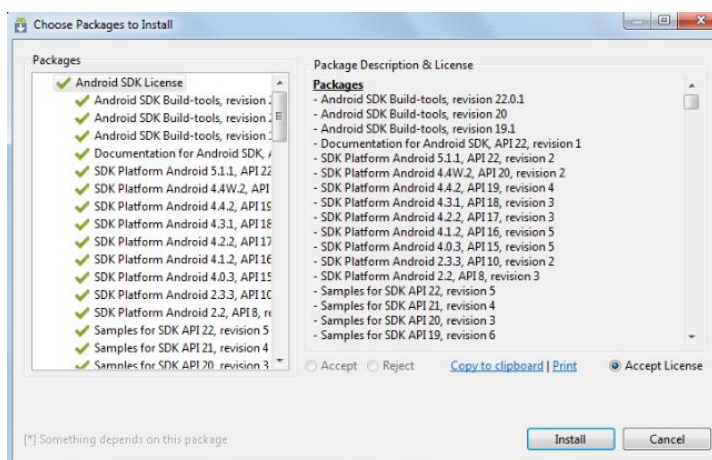 Choose Packages to Install
Packages
Android SDK License
Android SDK Build-tools, revision
Android SDK Build-tools, revision
Android SDK Build-tools, revision
Documentation for Android SDK,
SDK Platform Android 5.1.1, API 22
SDK Platform Android 4.4W.2, API
SDK Platform Android 4.4.2, API 19
SDK Platform Android 4.3.1, API 18
SDK Platform Android 4.2.2, API 17
SDK Platform Android 4.1.2, API 16
SDK Platform Android 4.0.3, API 15
SDK Platform Android 2.3.3, API 10
SDK Platform Android 2.2, API 8,
Samples for SDK API 22, revision 5
Samples for SDK API 21, revision 4
Samples for SDK API 20, revision 3
Package Description & License
Packages
- Android SDK Build-tools, revision 22.0.1
- Android SDK Build-tools, revision 20
- Android SDK Build-tools, revision 19.1
- Documentation for Android SDK, API 22, revision 1
- SDK Platform Android 5.1.1, API 22, revision 2
- SDK Platform Android 4.4W.2, API 20, revision 2
- SDK Platform Android 4.4.2, API 19, revision 4
- SDK Platform Android 4.3.1, API 18, revision 3
- SDK Platform Android 4.2.2, API 17, revision 3
- SDK Platform Android 4.1.2, API 16, revision 5
- SDK Platform Android 4.0.3, API 15, revision 5
- SDK Platform Android 2.3.3, API 10, revision 2
- SDK Platform Android 2.2, API 8, revision 3
- Samples for SDK API 22, revision 5
- Samples for SDK API 21, revision 4
- Samples for SDK API 20, revision 3
- Samples for SDK API 19, revision 6
Accept Reject Copy to clipboard | Print Accept License
[*] Something depends on this package
Install Cancel